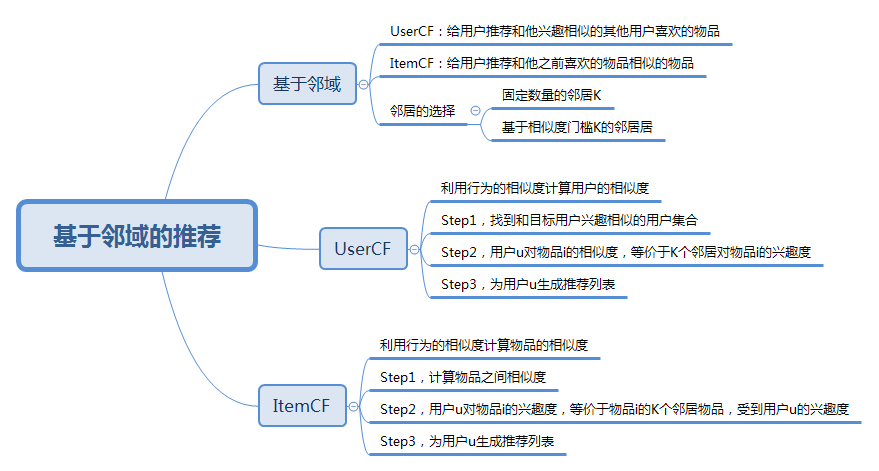 基于邻域的推荐
基于邻域
UserCF：给用户推荐和他兴趣相似的其他用户喜欢的物品
ItemCF：给用户推荐和他之前喜欢的物品相似的物品
邻居的选择
固定数量的邻居K
基于相似度门槛K的邻居居
UserCF
利用行为的相似度计算用户的相似度
Step1，找到和目标用户兴趣相似的用户集合
Step2，用户u对物品i的相似度，等价于K个邻居对物品i的兴趣度
Step3，为用户u生成推荐列表
ItemCF
利用行为的相似度计算物品的相似度
Step1，计算物品之间相似度
Step2，用户u对物品i的兴趣度，等价于物品i的K个邻居物品，受到用户u的兴趣度
Step3，为用户u生成推荐列表